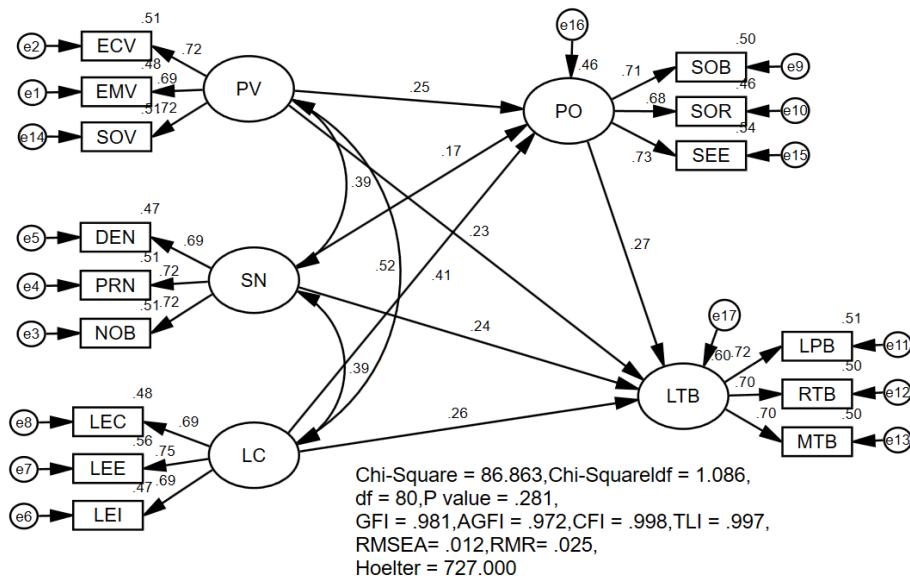 e16
.51
e2 ECV .72 .46 .71 SOB .50 e9
.48 PV .25 PO .46
e1 EMV .69 .68 SOR e10
.5172 .54
e14 SOV .73 SEE e15
.17
.39
.47 .23
e5 DEN .69 .52 .27
.51 SN .41
e4 PRN .72
.51 e17
e3 NOB .72 .24 .51
.6072 LPB e11
.39 .50
.48 LTB .70 RTB e12
e8 LEC .69 .26 .50
.56 LC .70 MTB e13
e7 LEE .75
.47.69
e6 LEI
Chi-Square = 86.863,Chi-Squareldf = 1.086,
df = 80,P value = .281,
GFI = .981,AGFI = .972,CFI = .998,TLI = .997,
RMSEA= .012,RMR= .025,
Hoelter = 727.000